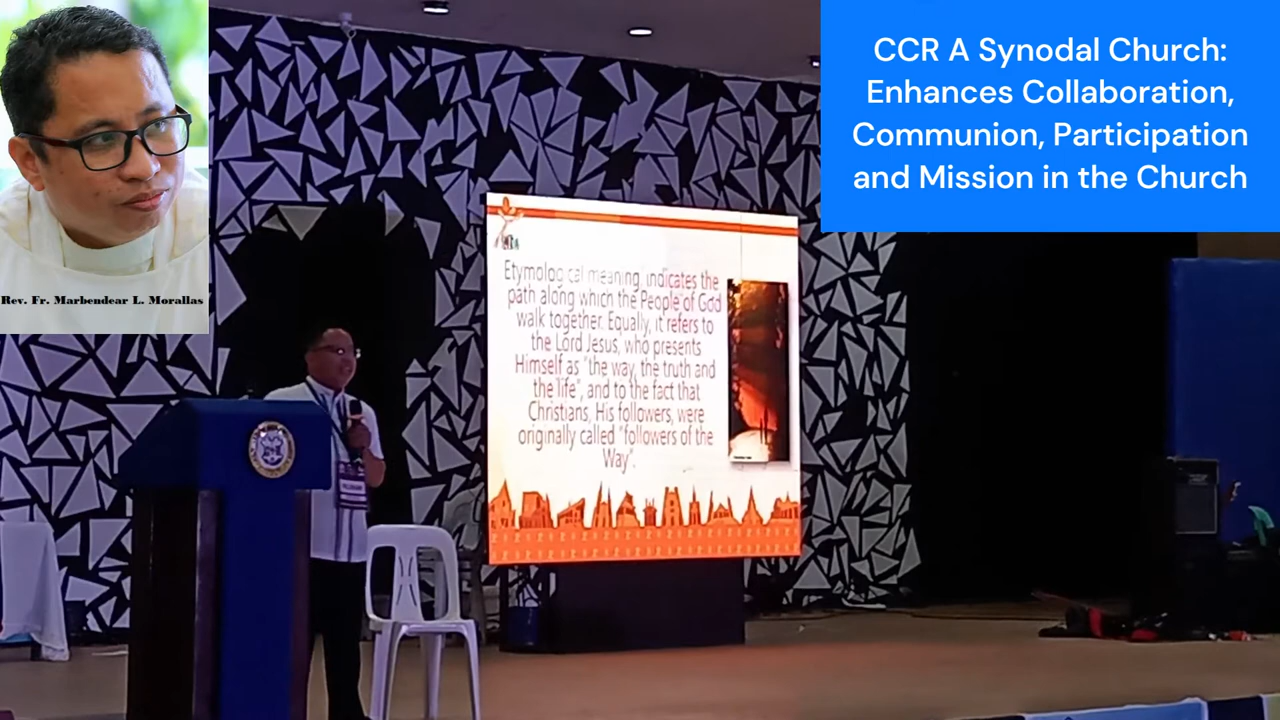 CCR A Synodal Church:
Enhances Collaboration,
Communion, Participation
and Mission in the Church
Rev. Fr. Marbendear L. Morallas
Etymological meaning, indicates the
path along which the People of God
walk together. Equally, it refers to
the Lord Jesus, who presents
Himself as "the way, the truth and
the life", and to the fact that
Christians, His followers, were
originally called "followers of the
Way".